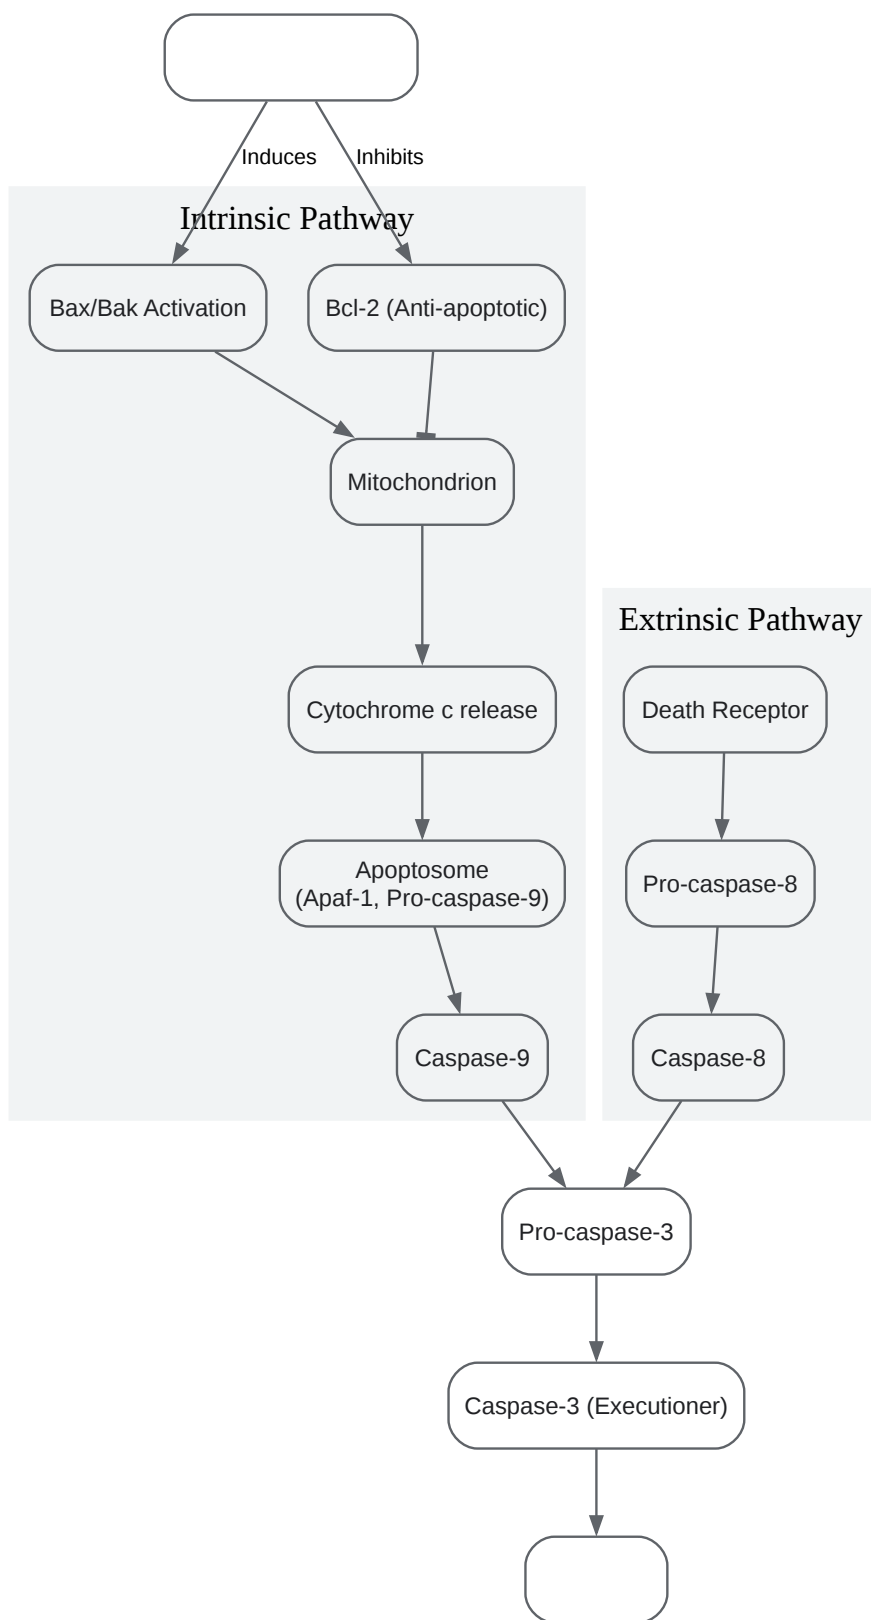 Induces
Inhibits
Intrinsic Pathway
Bax/Bak Activation
Bcl-2 (Anti-apoptotic)
Mitochondrion
Extrinsic Pathway
Cytochrome c release
Death Receptor
Apoptosome
(Apaf-1, Pro-caspase-9)
Pro-caspase-8
Caspase-9
Caspase-8
Pro-caspase-3
Caspase-3 (Executioner)